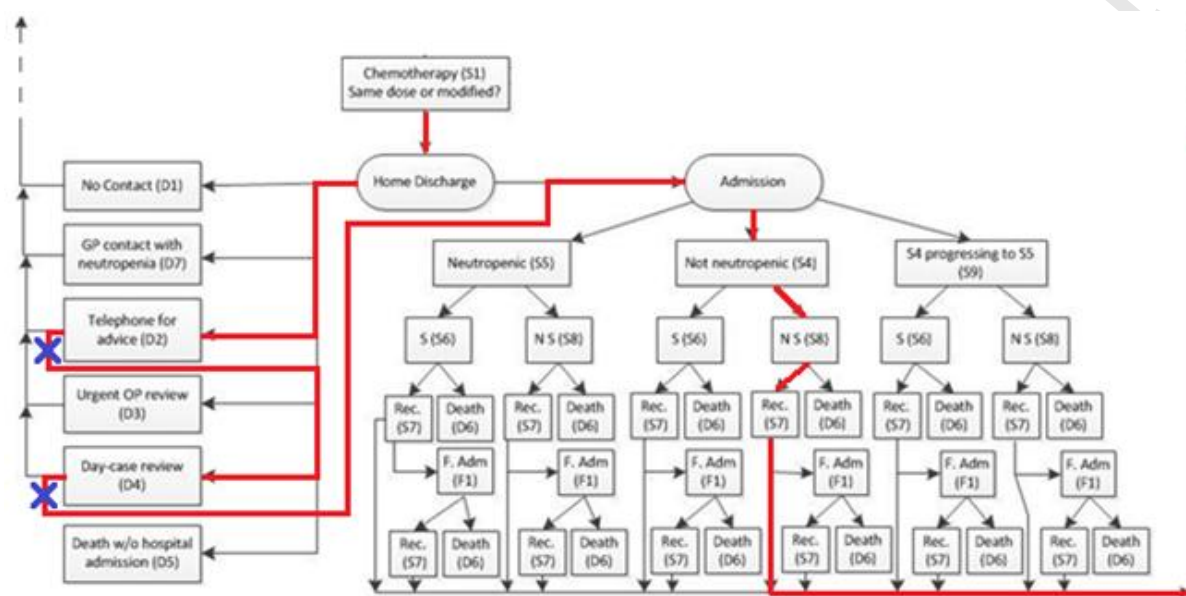 Chemotherapy (S1)
Same dose or modified?
Home Discharge
Admission
No Contact (D1)
GP contact with
neutropenia (D7)
Telephone for
advice (D2)
Urgent OP review
(D3)
Day-case review
(D4)
Death w/o hospital
admission (D5)
Neutropenic (S5)
Not neutropenic (S4)
S4 progressing to S5
(S9)
S (S6)
N S (S8)
S (S6)
N S (S8)
S (S6)
N S (S8)
Rec.
(S7)
Death
(D6)
Rec.
(S7)
Death
(D6)
Rec.
(S7)
Death
(D6)
Rec.
(S7)
Death
(D6)
Rec.
(S7)
Death
(D6)
Rec.
(S7)
Death
(D6)
F. Adm
(F1)
F. Adm
(F1)
F. Adm
(F1)
F. Adm
(F1)
F. Adm
(F1)
F. Adm
(F1)
Rec.
(S7)
Death
(D6)
Rec.
(S7)
Death
(D6)
Rec.
(S7)
Death
(D6)
Rec.
(S7)
Death
(D6)
Rec.
(S7)
Death
(D6)
Rec.
(S7)
Death
(D6)